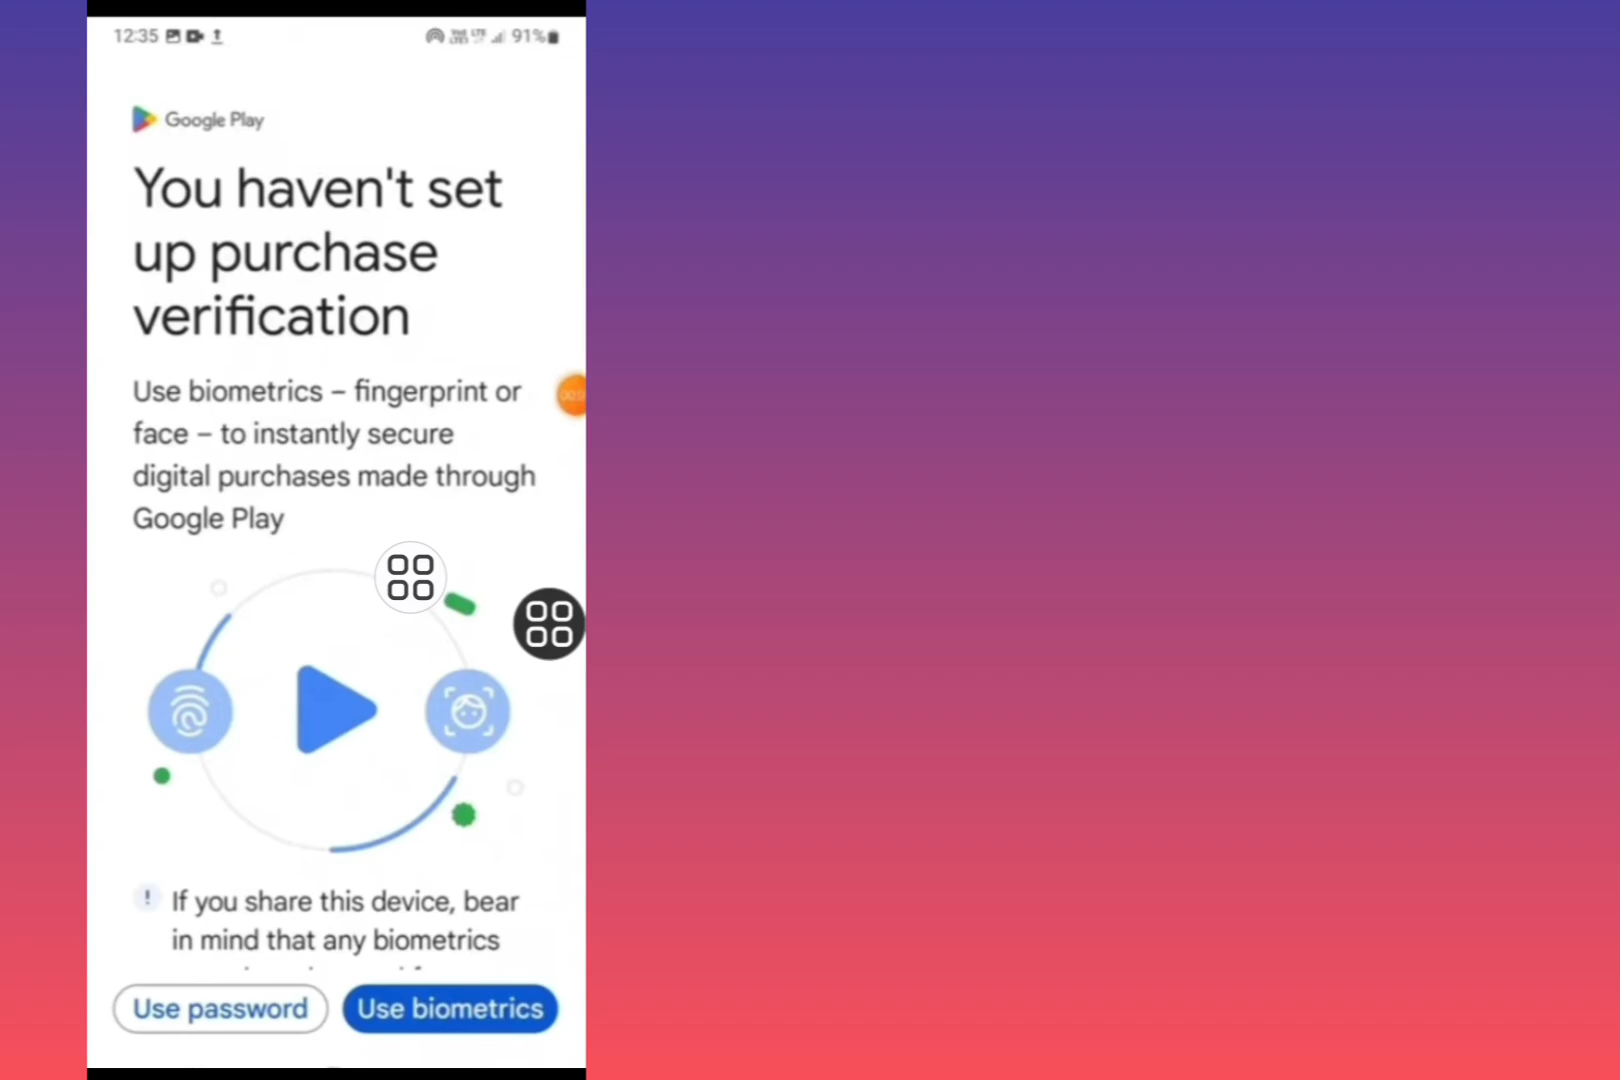 12:35
91%
Google Play
You haven't set
up purchase
verification
Use biometrics – fingerprint or
face – to instantly secure
digital purchases made through
Google Play
If you share this device, bear
in mind that any biometrics
Use password
Use biometrics